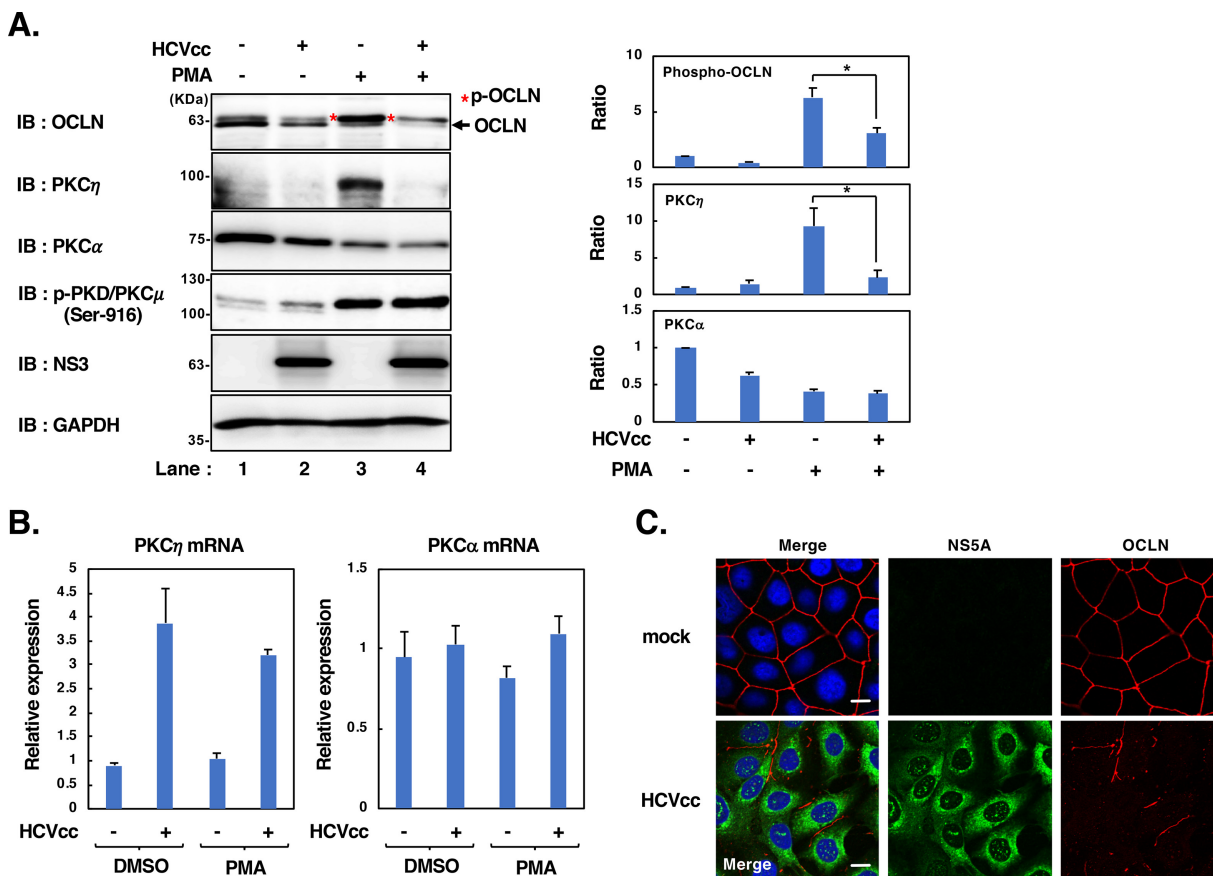 A.
HCVcc - + - +
PMA - - + +
(KDa)
*p-OCLN
IB : OCLN
63-
* *
OCLN
IB : PKCη
100-
IB : PKCα
75-
130-
IB : p-PKD/PKCμ
(Ser-916)
100-
IB : NS3
63-
IB : GAPDH
35-
Lane : 1 2 3 4
10
Phospho-OCLN
*
Ratio
5
0
15
PKCη
*
10
Ratio
5
0
1.5
PKCα
1
Ratio
0.5
0
HCVcc - + - +
PMA - - + +
B.
PKCη mRNA
Relative expression
5
4.5
4
3.5
3
2.5
2
1.5
1
0.5
0
HCVcc - + - +
DMSO PMA
PKCα mRNA
Relative expression
1.5
1
0.5
0
HCVcc - + - +
DMSO PMA
C.
Merge NS5A OCLN
mock
HCVcc
Merge